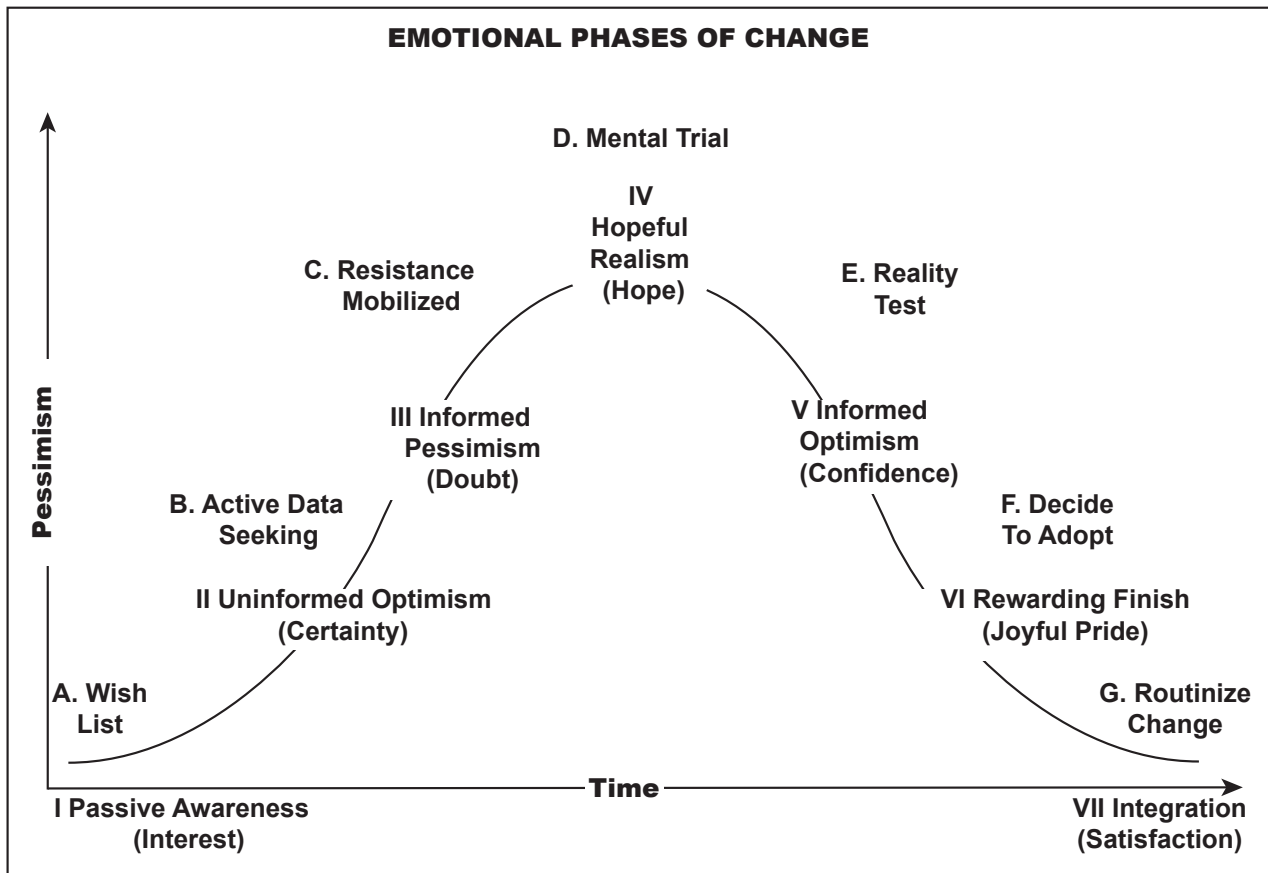 EMOTIONAL PHASES OF CHANGE
D. Mental Trial
IV
Hopeful
Realism
(Hope)
C. Resistance
Mobilized
E. Reality
Test
Pessimism
III Informed
Pessimism
(Doubt)
V Informed
Optimism
(Confidence)
B. Active Data
Seeking
F. Decide
To Adopt
II Uninformed Optimism
(Certainty)
VI Rewarding Finish
(Joyful Pride)
A. Wish
List
G. Routinize
Change
Time
I Passive Awareness
(Interest)
VII Integration
(Satisfaction)